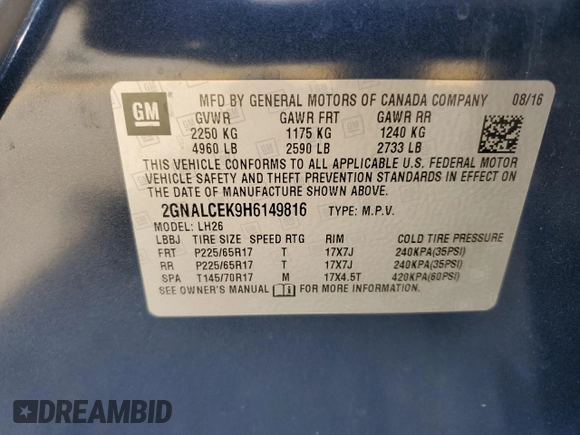 GM
MFD BY GENERAL MOTORS OF CANADA COMPANY 08/16
GVWR GAWR FRT GAWR RR
2250 KG 1175 KG 1240 KG
4960 LB 2590 LB 2733 LB
THIS VEHICLE CONFORMS TO ALL APPLICABLE U.S. FEDERAL MOTOR
VEHICLE SAFETY AND THEFT PREVENTION STANDARDS IN EFFECT ON
THE DATE OF MANUFACTURE SHOWN ABOVE.
2GNALCEK9H6149816 TYPE: M.P.V.
MODEL: LH26
LBBJ TIRE SIZE SPEED RTG RIM COLD TIRE PRESSURE
FRT P225/65R17 T 17X7J 240KPA(35PSI)
RR P225/65R17 T 17X7J 240KPA(35PSI)
SPA T145/70R17 M 17X4.5T 420KPA(60PSI)
SEE OWNER'S MANUAL FOR MORE INFORMATION.
DREAMBID